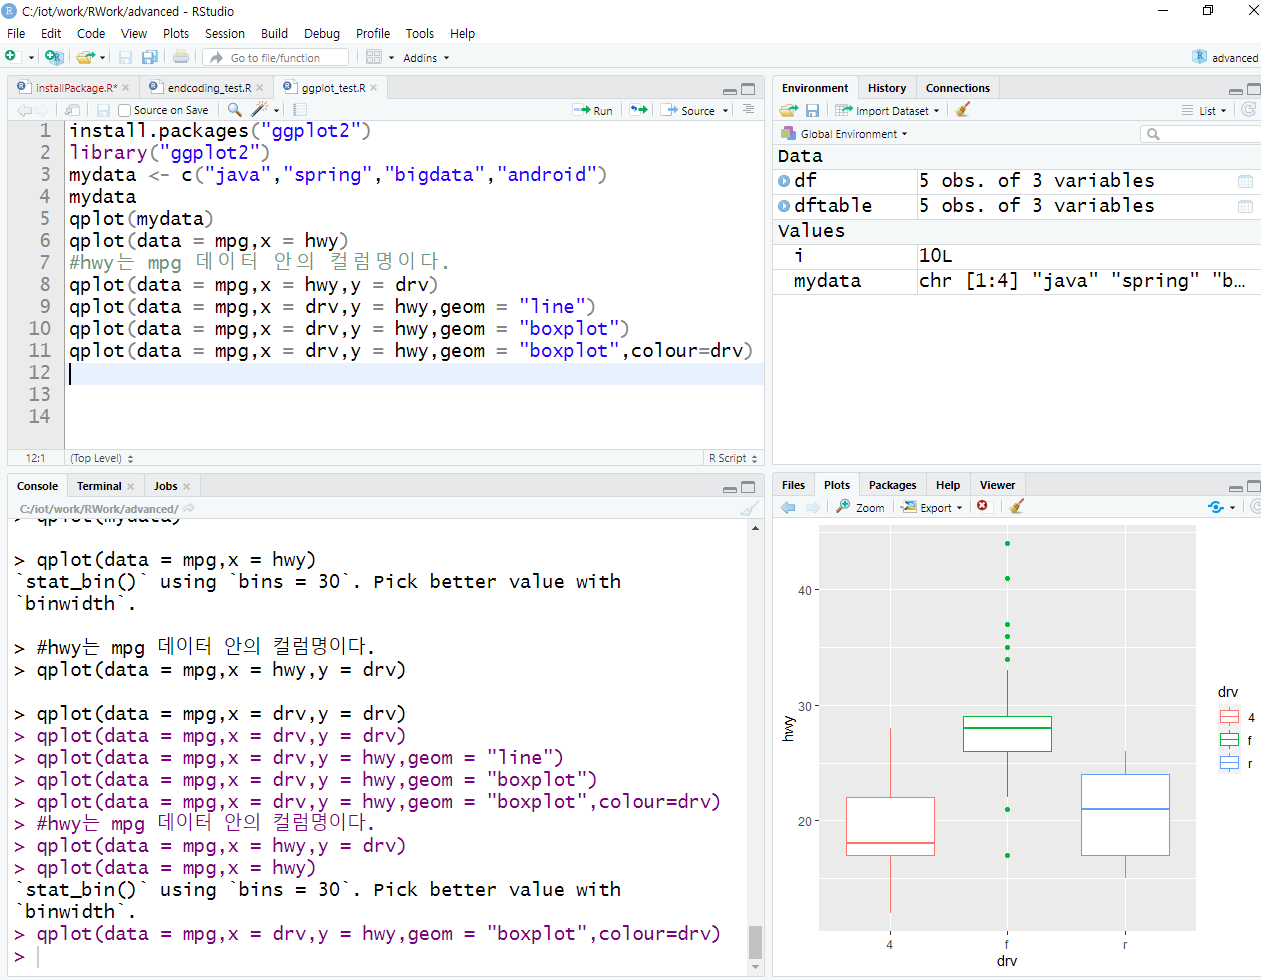 C:/iot/work/RWork/advanced - RStudio
File Edit Code View Plots Session Build Debug Profile Tools Help
Go to file/function Addins advanced
installPackage.R* endcoding_test.R ggplot_test.R
Source on Save Run Source
1 install.packages("ggplot2")
2 library("ggplot2")
3 mydata <- c("java","spring","bigdata","android")
4 mydata
5 qplot(mydata)
6 qplot(data = mpg,x = hwy)
7 #hwy는 mpg 데이터 안의 컬럼명이다.
8 qplot(data = mpg,x = hwy,y = drv)
9 qplot(data = mpg,x = drv,y = hwy,geom = "line")
10 qplot(data = mpg,x = drv,y = hwy,geom = "boxplot")
11 qplot(data = mpg,x = drv,y = hwy,geom = "boxplot",colour=drv)
12
13
14
12:1 (Top Level) R Script
Environment History Connections
Import Dataset List
Global Environment
Data
df 5 obs. of 3 variables
dftable 5 obs. of 3 variables
Values
i 10L
mydata chr [1:4] "java" "spring" "b…
Console Terminal Jobs
C:/iot/work/RWork/advanced/
> qplot(mydata)
> qplot(data = mpg,x = hwy)
`stat_bin()` using `bins = 30`. Pick better value with
`binwidth`.
> #hwy는 mpg 데이터 안의 컬럼명이다.
> qplot(data = mpg,x = hwy,y = drv)
> qplot(data = mpg,x = drv,y = drv)
> qplot(data = mpg,x = drv,y = drv)
> qplot(data = mpg,x = drv,y = hwy,geom = "line")
> qplot(data = mpg,x = drv,y = hwy,geom = "boxplot")
> qplot(data = mpg,x = drv,y = hwy,geom = "boxplot",colour=drv)
> #hwy는 mpg 데이터 안의 컬럼명이다.
> qplot(data = mpg,x = hwy,y = drv)
> qplot(data = mpg,x = hwy)
`stat_bin()` using `bins = 30`. Pick better value with
`binwidth`.
> qplot(data = mpg,x = drv,y = hwy,geom = "boxplot",colour=drv)
>
Files Plots Packages Help Viewer
Zoom Export
40
30
20
hwy
4 f r
drv
drv
4
f
r